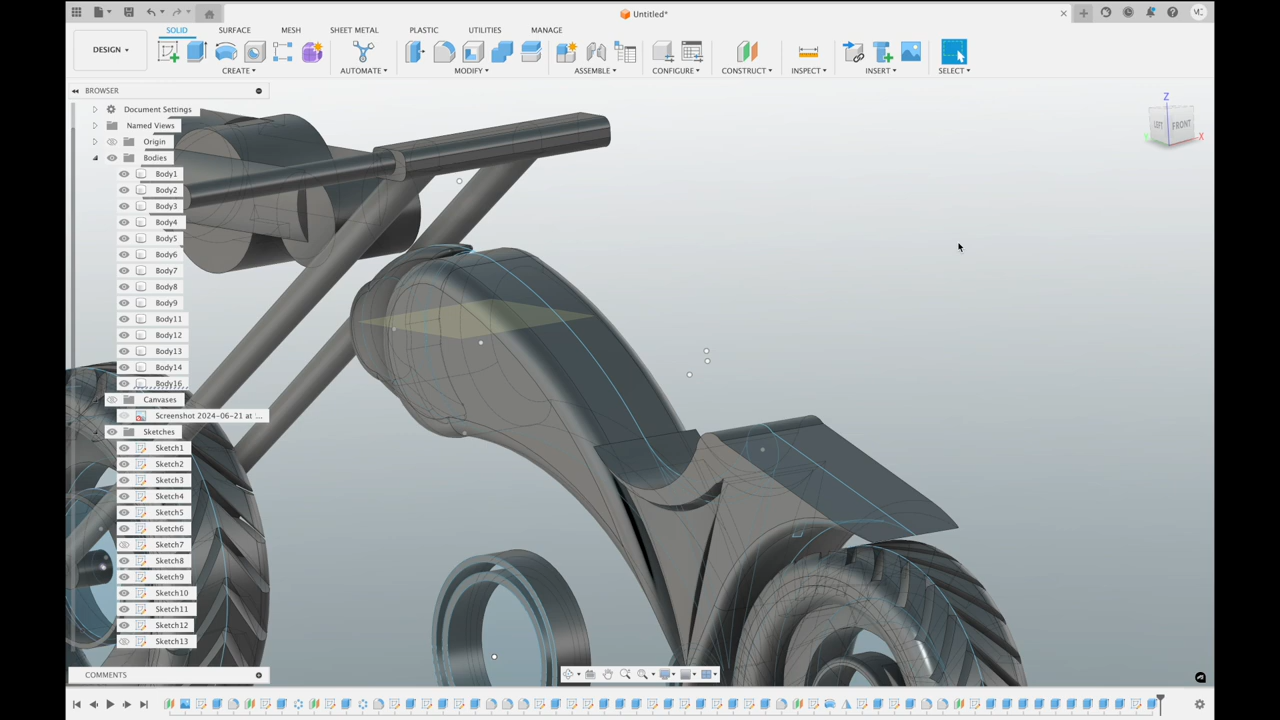 Untitled*
MC
DESIGN
SOLID SURFACE MESH SHEET METAL PLASTIC UTILITIES MANAGE
CREATE AUTOMATE MODIFY ASSEMBLE CONFIGURE CONSTRUCT INSPECT INSERT SELECT
BROWSER
Document Settings
Named Views
Origin
Bodies
Body1
Body2
Body3
Body4
Body5
Body6
Body7
Body8
Body9
Body11
Body12
Body13
Body14
Body16
Canvases
Screenshot 2024-06-21 at '...
Sketches
Sketch1
Sketch2
Sketch3
Sketch4
Sketch5
Sketch6
Sketch7
Sketch8
Sketch9
Sketch10
Sketch11
Sketch12
Sketch13
COMMENTS
Z
LEFT FRONT
Y X